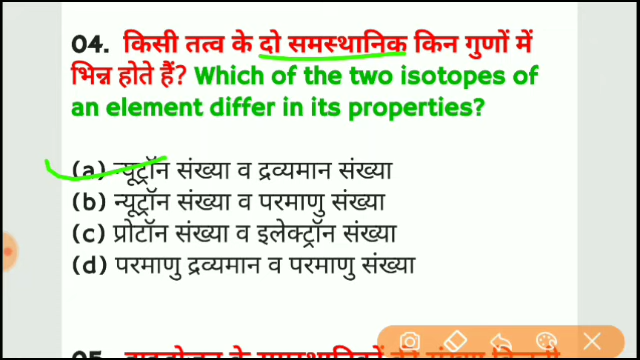 04. किसी तत्व के दो समस्थानिक किन गुणों में
भिन्न होते हैं? Which of the two isotopes of
an element differ in its properties?
(a) न्यूट्रॉन संख्या व द्रव्यमान संख्या
(b) न्यूट्रॉन संख्या व परमाणु संख्या
(c) प्रोटॉन संख्या व इलेक्ट्रॉन संख्या
(d) परमाणु द्रव्यमान व परमाणु संख्या
05.